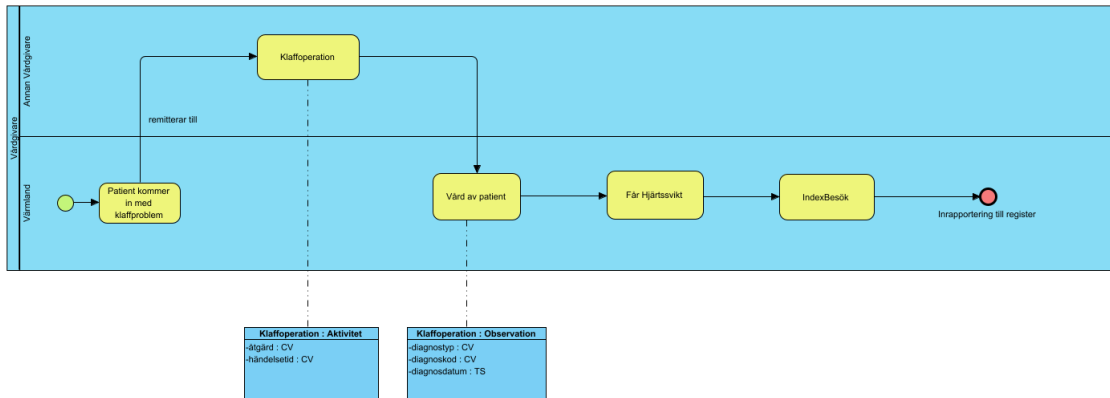 Vårdgivare
Annan Vårdgivare
Klaffoperation
remitterar till
Värmland
Patient kommer
in med
klaffproblem
Vård av patient
Får Hjärtssvikt
IndexBesök
Inrapportering till register
Klaffoperation : Aktivitet
-åtgärd : CV
-händelsetid : CV
Klaffoperation : Observation
-diagnostyp : CV
-diagnoskod : CV
-diagnosdatum : TS